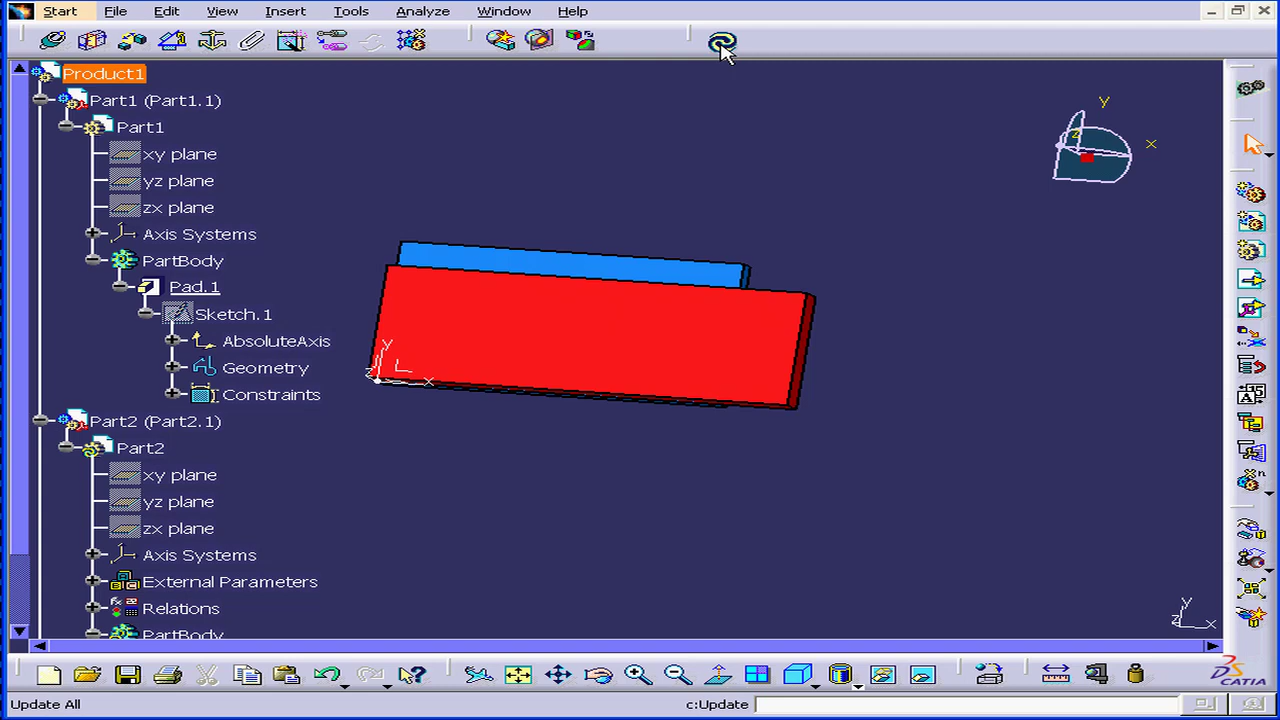 Start File Edit View Insert Tools Analyze Window Help
Product1
Part1 (Part1.1)
Part1
xy plane
yz plane
zx plane
Axis Systems
PartBody
Pad.1
Sketch.1
AbsoluteAxis
Geometry
Constraints
Part2 (Part2.1)
Part2
xy plane
yz plane
zx plane
Axis Systems
External Parameters
Relations
PartBody
y
z
x
y
z
x
y
z
x
CATIA
Update All
c:Update